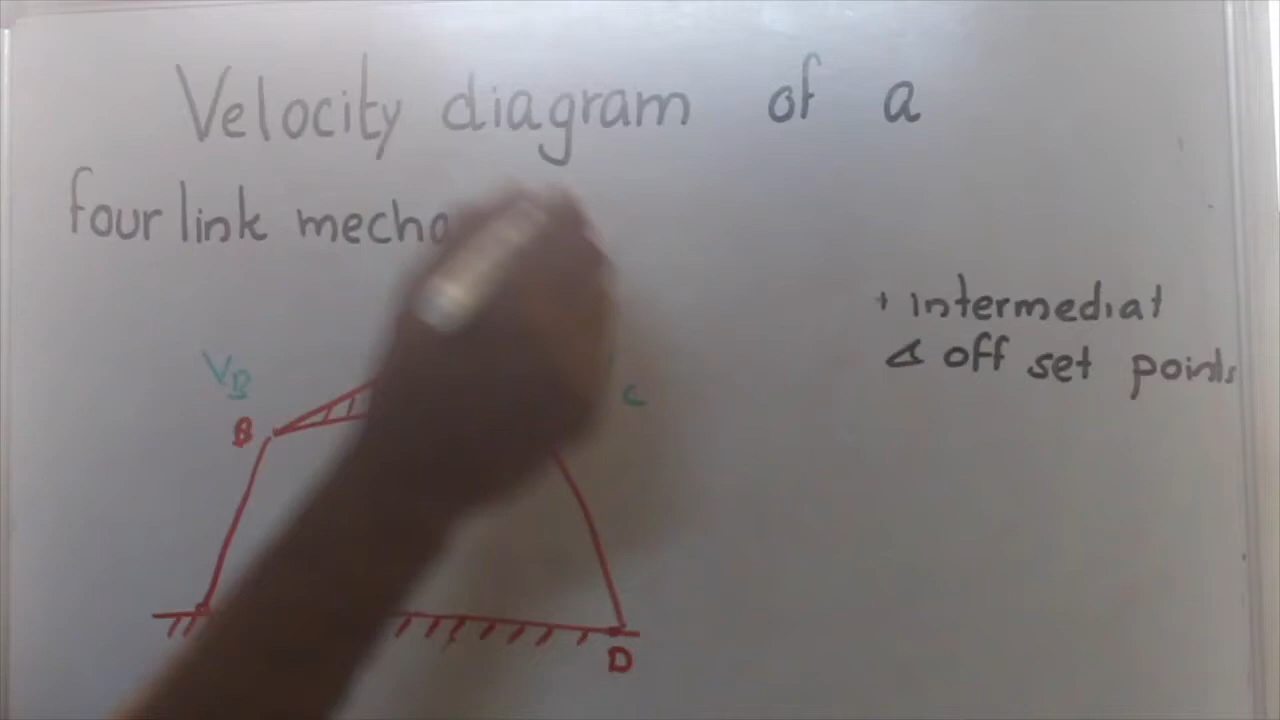 Velocity diagram of a
four link mecha
+ intermediat
& off set points
VB
B
c
D